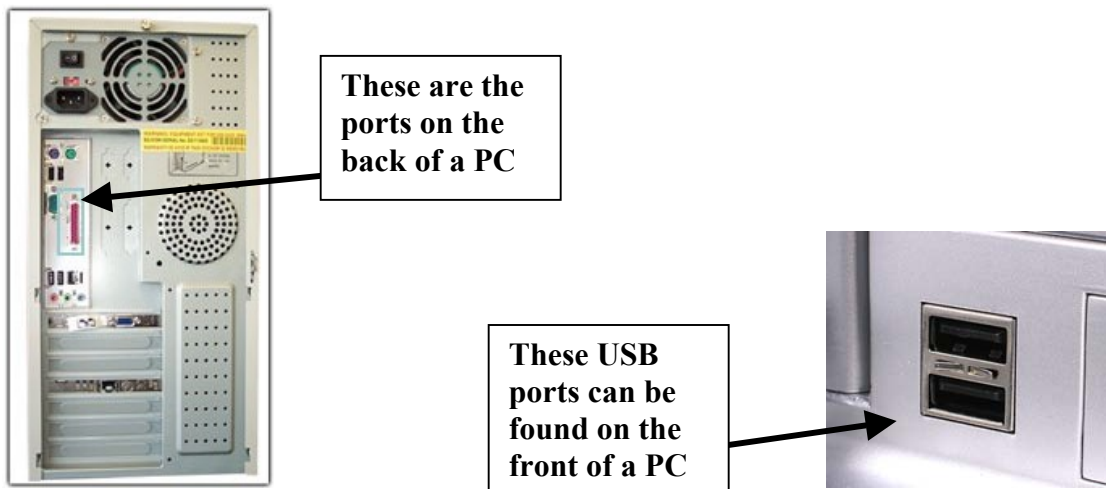 These are the
ports on the
back of a PC
These USB
ports can be
found on the
front of a PC